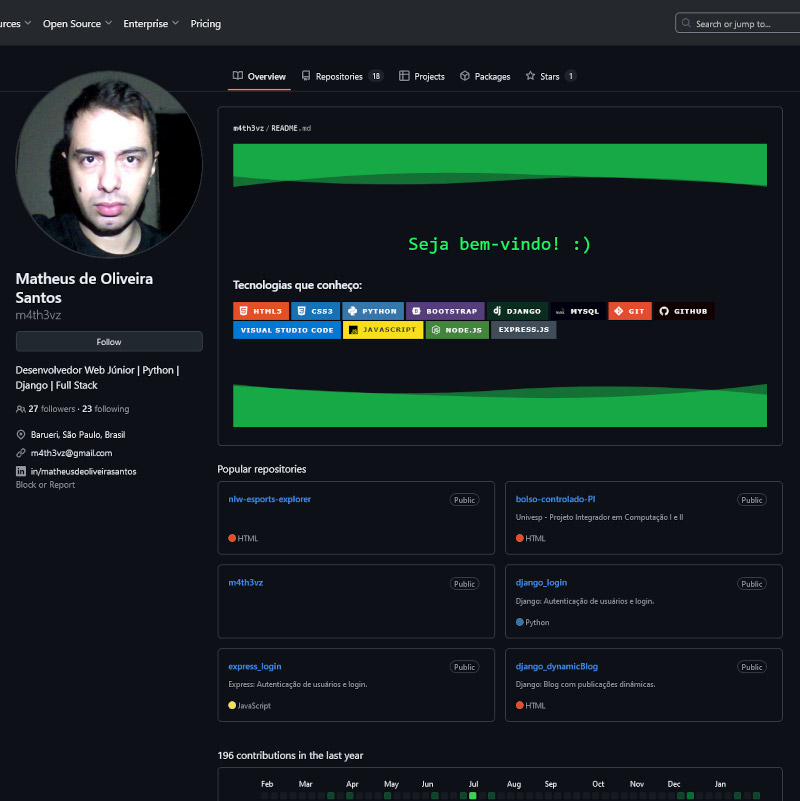 urces Open Source Enterprise Pricing
Search or jump to...
Overview Repositories 18 Projects Packages Stars 1
m4th3vz/README.md
Seja bem-vindo! :)
Tecnologias que conheço:
HTML5 CSS3 PYTHON BOOTSTRAP DJANGO MYSQL GIT GITHUB
VISUAL STUDIO CODE JAVASCRIPT NODE.JS EXPRESS.JS
Matheus de Oliveira
Santos
m4th3vz
Follow
Desenvolvedor Web Júnior | Python |
Django | Full Stack
27 followers · 23 following
Barueri, São Paulo, Brasil
m4th3vz@gmail.com
in/matheusdeoliveirasantos
Block or Report
Popular repositories
nlw-esports-explorer Public
HTML
bolso-controlado-PI Public
Univesp - Projeto Integrador em Computação I e II
HTML
m4th3vz Public
django_login Public
Django: Autenticação de usuários e login.
Python
express_login Public
Express: Autenticação de usuários e login.
JavaScript
django_dynamicBlog Public
Django: Blog com publicações dinâmicas.
HTML
196 contributions in the last year
Feb Mar Apr May Jun Jul Aug Sep Oct Nov Dec Jan